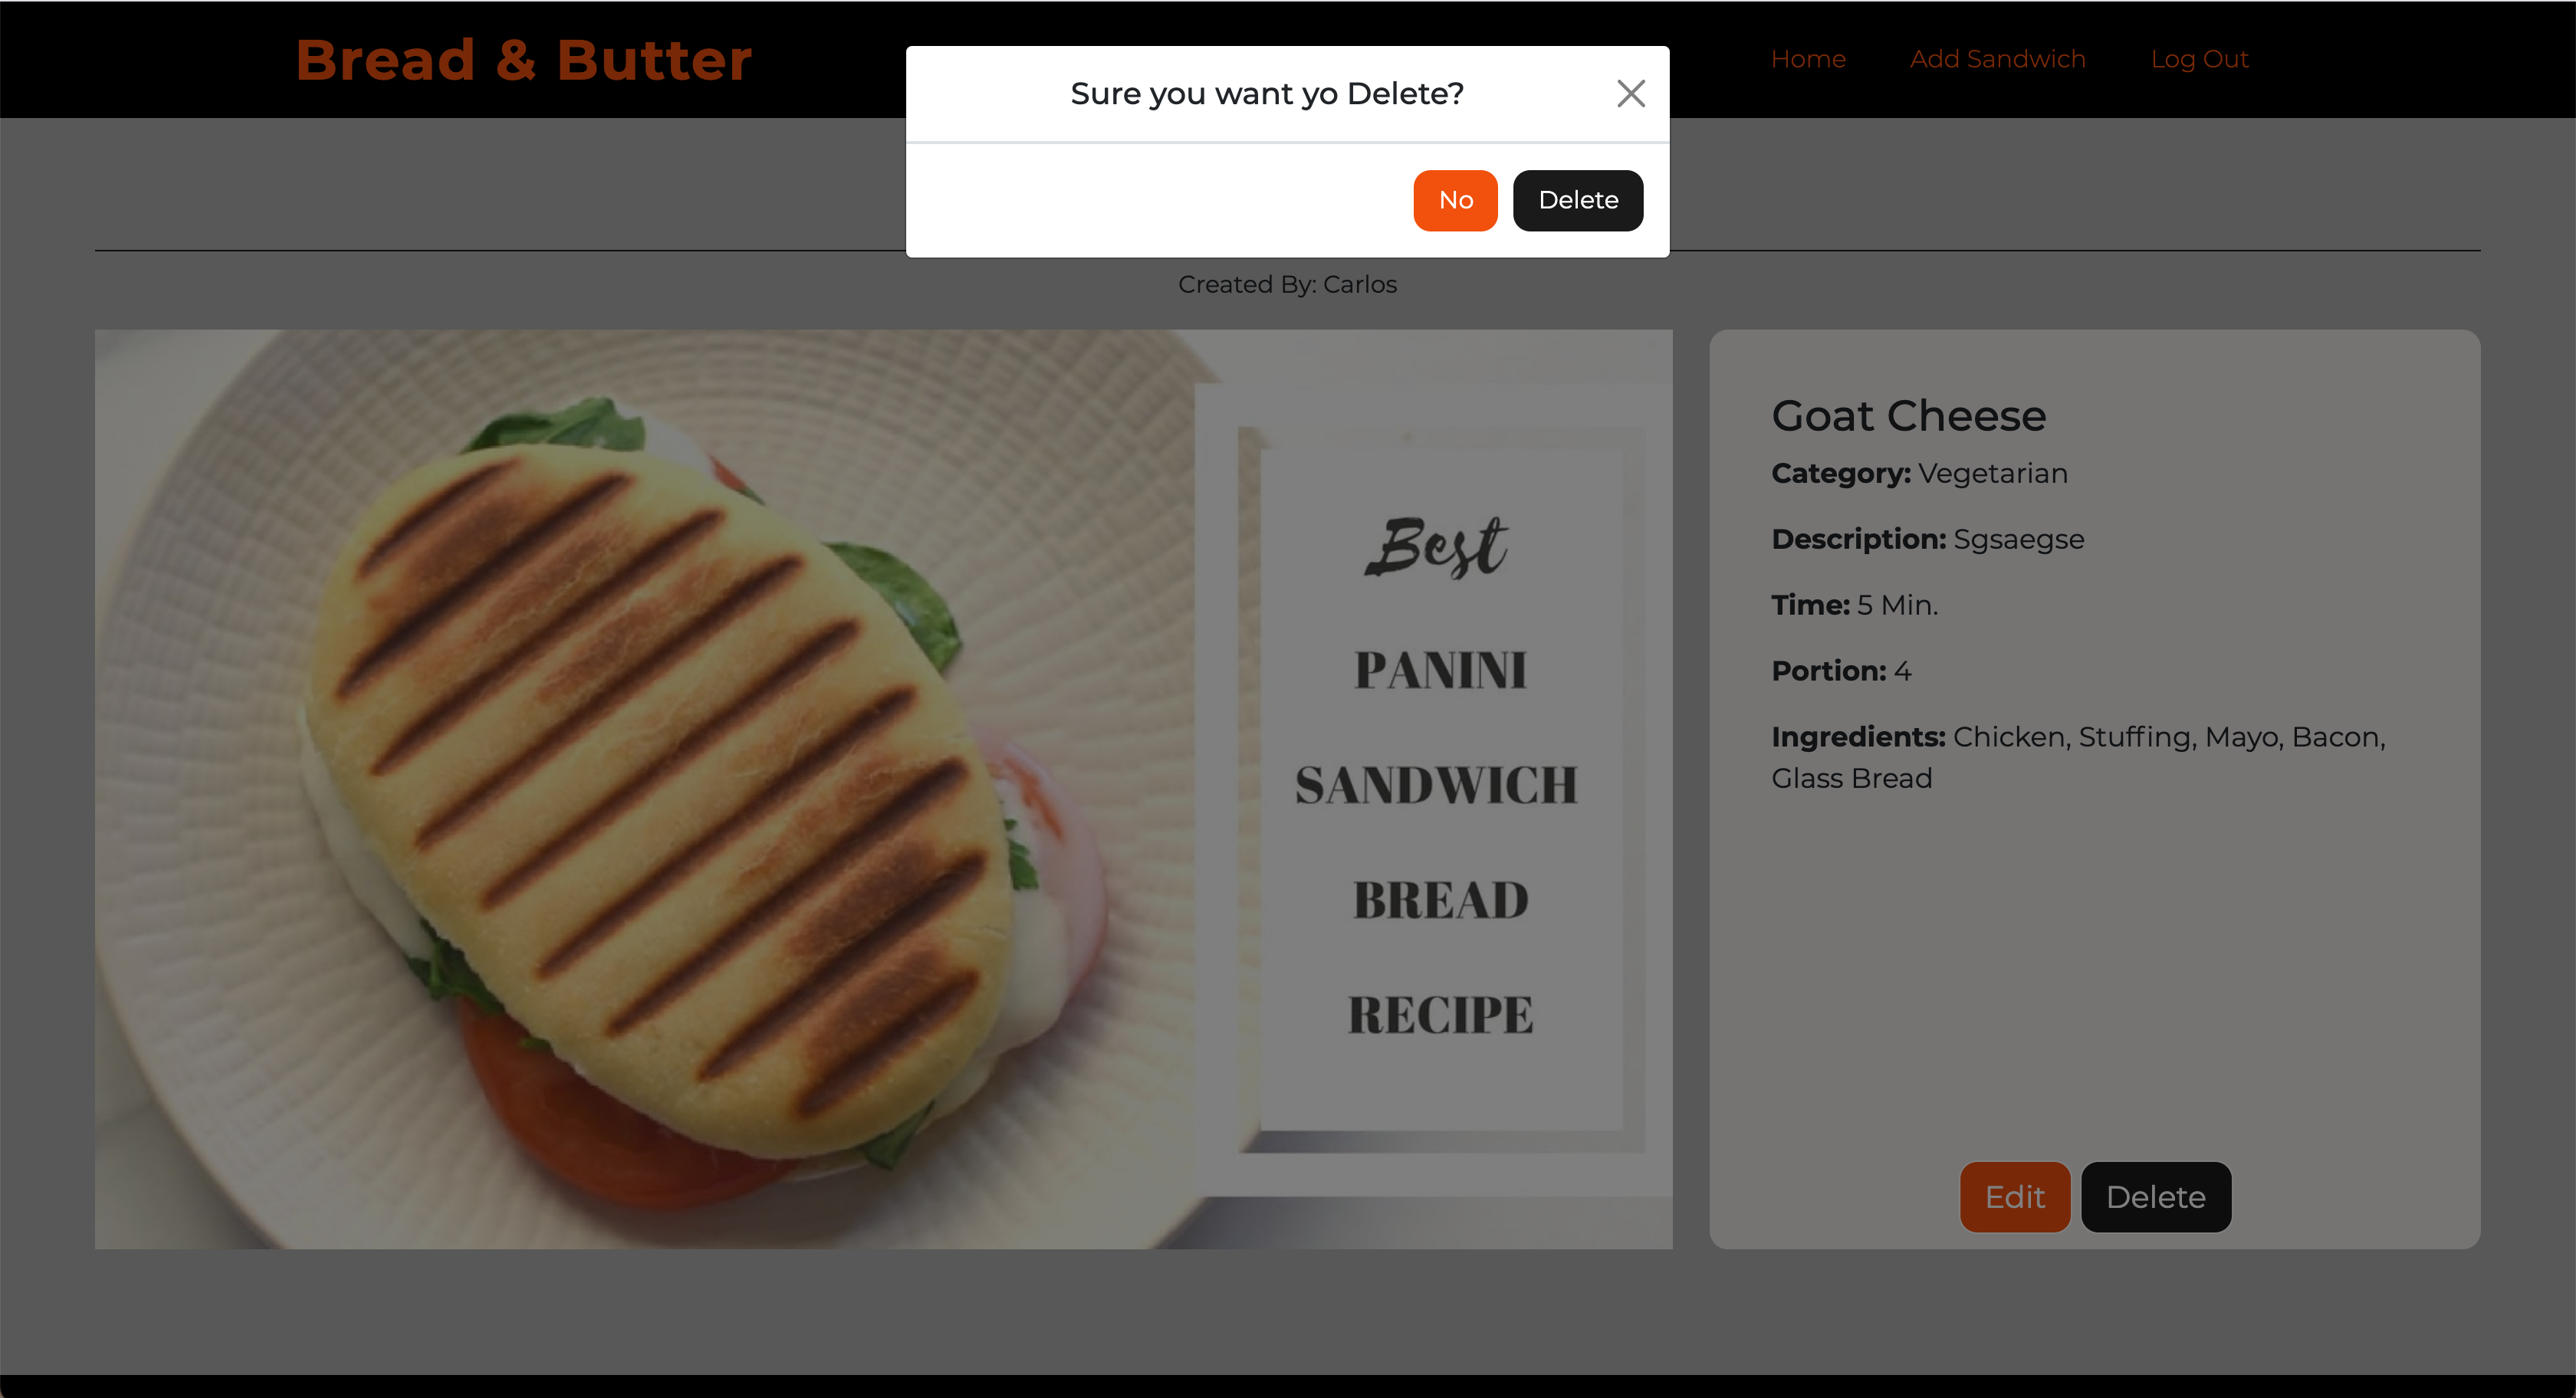 Bread & Butter
Home Add Sandwich Log Out
Sure you want yo Delete?
No Delete
Created By: Carlos
Best
PANINI
SANDWICH
BREAD
RECIPE
Goat Cheese
Category: Vegetarian
Description: Sgsaegse
Time: 5 Min.
Portion: 4
Ingredients: Chicken, Stuffing, Mayo, Bacon,
Glass Bread
Edit Delete